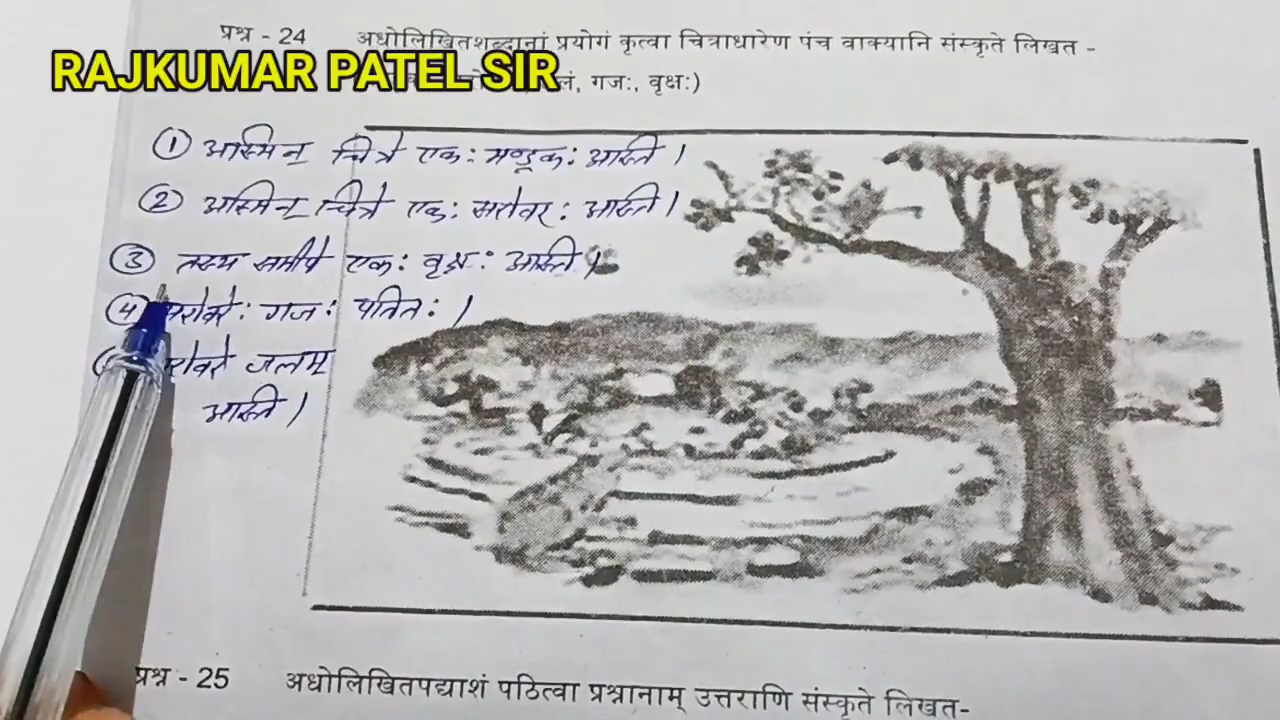 प्रश्न - 24 अधोलिखितशब्दानां प्रयोगं कृत्वा चित्राधारेण पंच वाक्यानि संस्कृते लिखत -
RAJKUMAR PATEL SIR
गजः, वृक्षः)
① अस्मिन् चित्रे एकः मण्डूकः अस्ति।
② अस्मिन् चित्रे एकः सरोवरः अस्ति।
③ तस्य समीपे एकः वृक्षः अस्ति।
④ गजः पतितः।
जलम्
अस्ति।
प्रश्न - 25 अधोलिखितपद्याशं पठित्वा प्रश्नानाम् उत्तराणि संस्कृते लिखत-